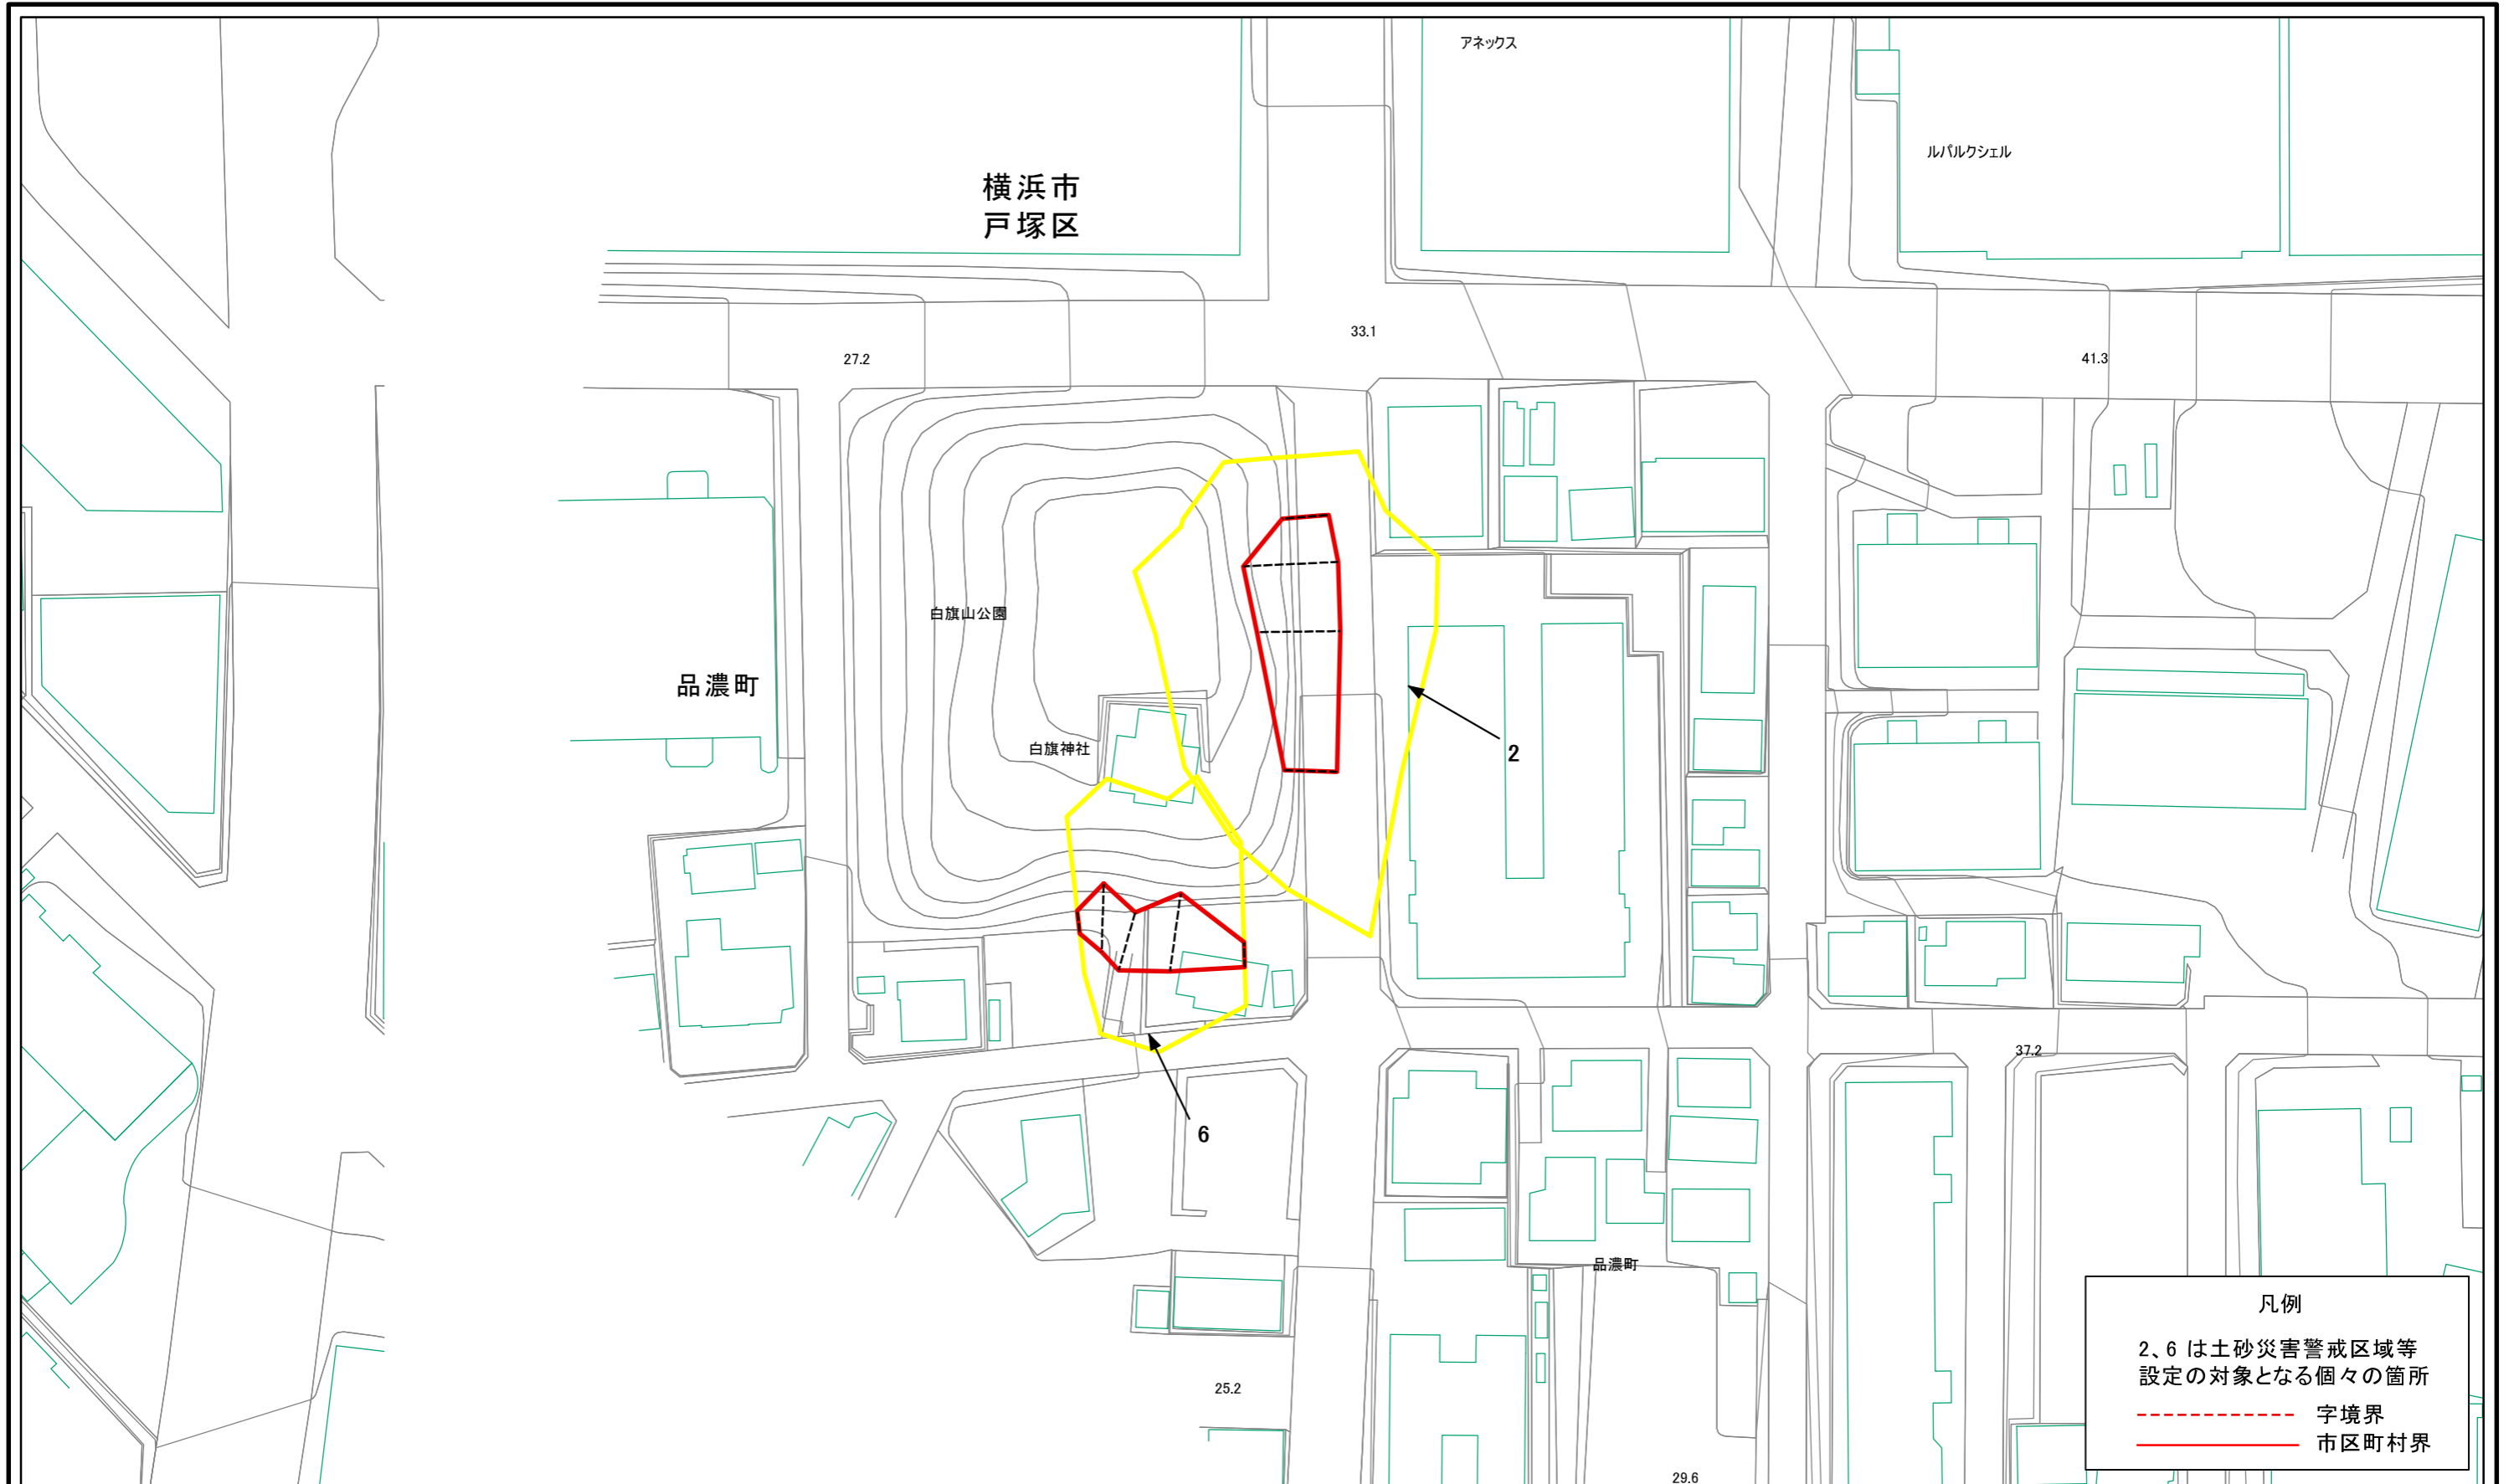 アネックス
ルパルクシェル
横浜市
戸塚区
33.1
27.2
41.3
白旗山公園
品濃町
白旗神社
2
37.2
6
品濃町
25.2
29.6
凡例
2、6 は土砂災害警戒区域等
設定の対象となる個々の箇所
字境界
市区町村界